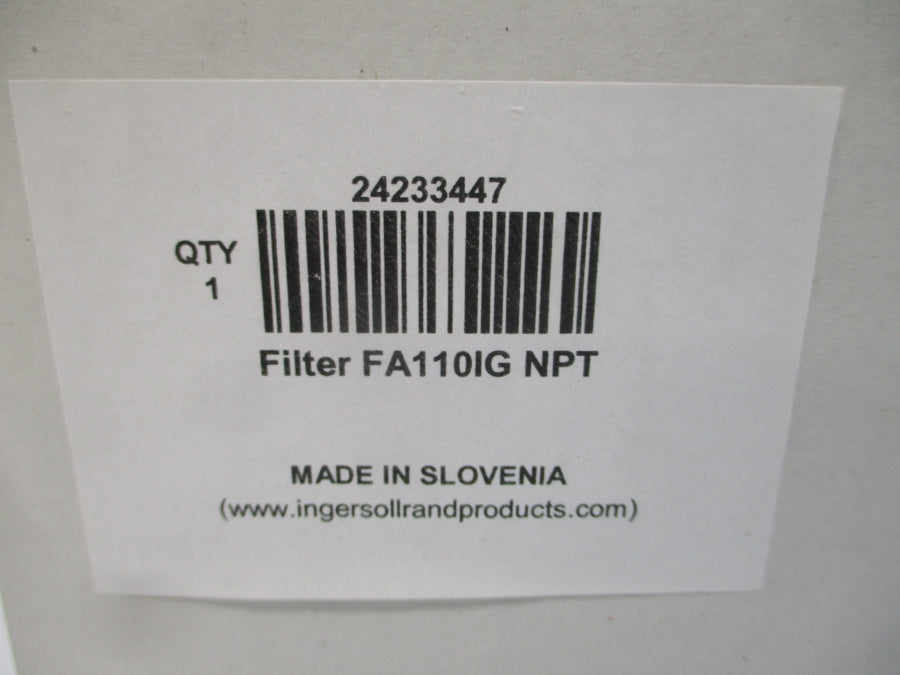 24233447
QTY
1
Filter FA110IG NPT
MADE IN SLOVENIA
(www.ingersollrandproducts.com)